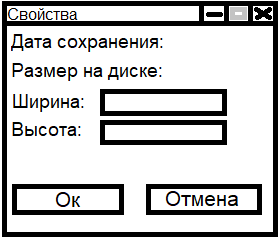 Свойства
Дата сохранения:
Размер на диске:
Ширина:
Высота:
Ок
Отмена